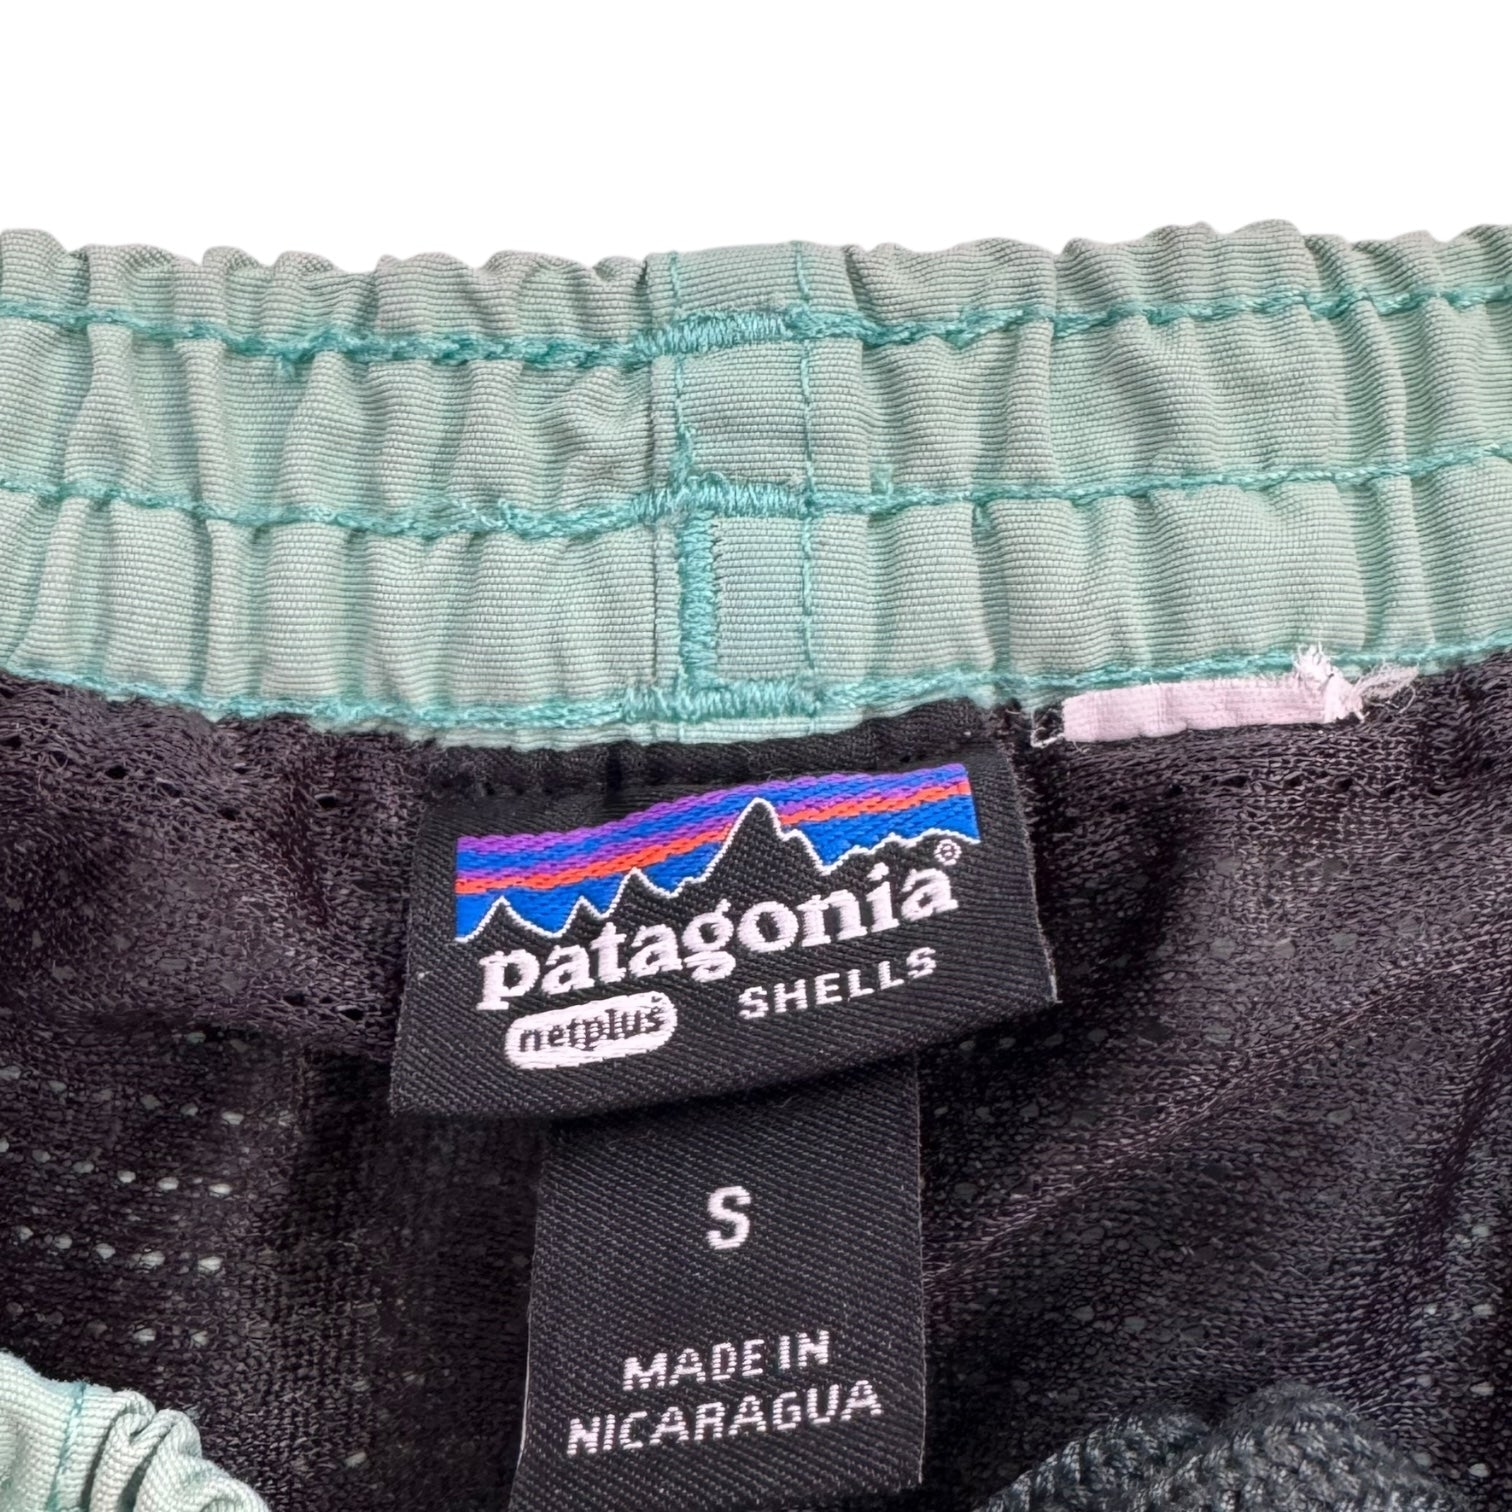 patagonia®
netplus®
SHELLS
S
MADE IN
NICARAGUA